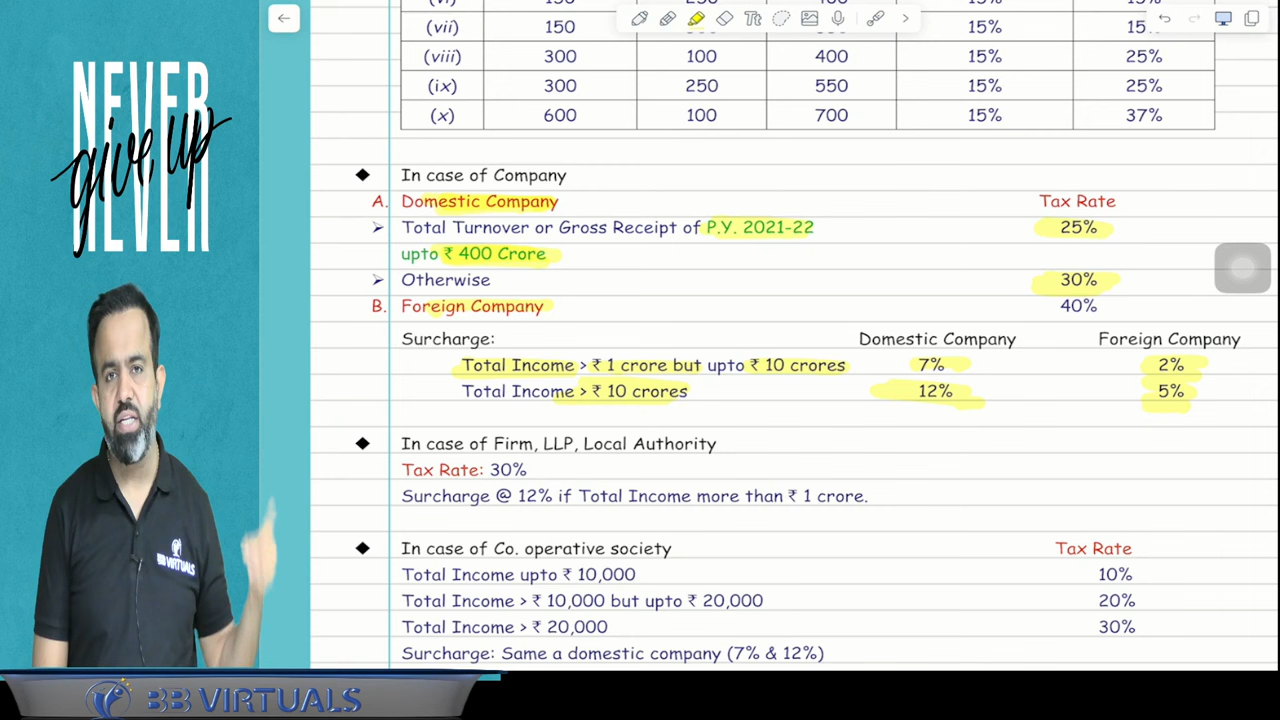 NEVER
give up
NEVER
(vi) 15% 15%
(vii) 150 15%
(viii) 300 100 400 15% 25%
(ix) 300 250 550 15% 25%
(x) 600 100 700 15% 37%
In case of Company
A. Domestic Company Tax Rate
Total Turnover or Gross Receipt of P.Y. 2021-22 25%
upto ₹ 400 Crore
Otherwise 30%
B. Foreign Company 40%
Surcharge: Domestic Company Foreign Company
Total Income > ₹ 1 crore but upto ₹ 10 crores 7% 2%
Total Income > ₹ 10 crores 12% 5%
In case of Firm, LLP, Local Authority
Tax Rate: 30%
Surcharge @ 12% if Total Income more than ₹ 1 crore.
In case of Co. operative society Tax Rate
Total Income upto ₹ 10,000 10%
Total Income > ₹ 10,000 but upto ₹ 20,000 20%
Total Income > ₹ 20,000 30%
Surcharge: Same a domestic company (7% & 12%)
BB VIRTUALS
BB VIRTUALS